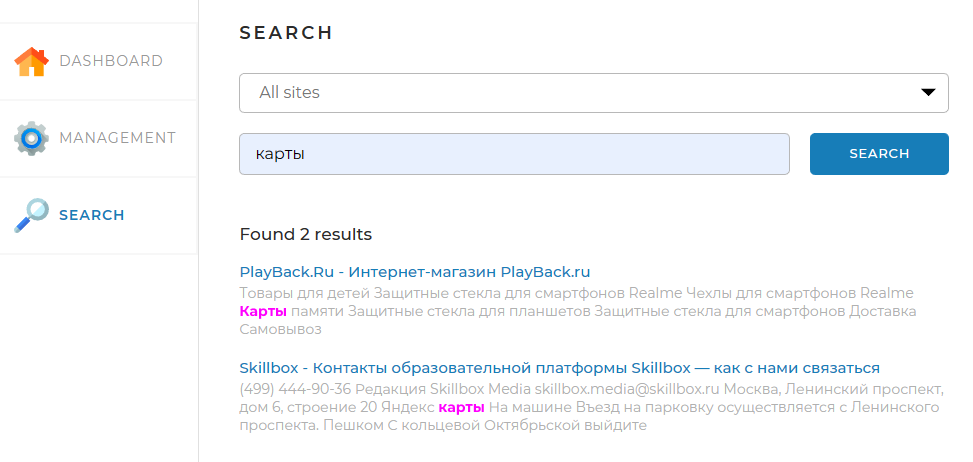 SEARCH
DASHBOARD
MANAGEMENT
SEARCH
All sites
карты
SEARCH
Found 2 results
PlayBack.Ru - Интернет-магазин PlayBack.ru
Товары для детей Защитные стекла для смартфонов Realme Чехлы для смартфонов Realme
Карты памяти Защитные стекла для планшетов Защитные стекла для смартфонов Доставка
Самовывоз
Skillbox - Контакты образовательной платформы Skillbox — как с нами связаться
(499) 444-90-36 Редакция Skillbox Media skillbox.media@skillbox.ru Москва, Ленинский проспект,
дом 6, строение 20 Яндекс карты На машине Въезд на парковку осуществляется с Ленинского
проспекта. Пешком С кольцевой Октябрьской выйдите